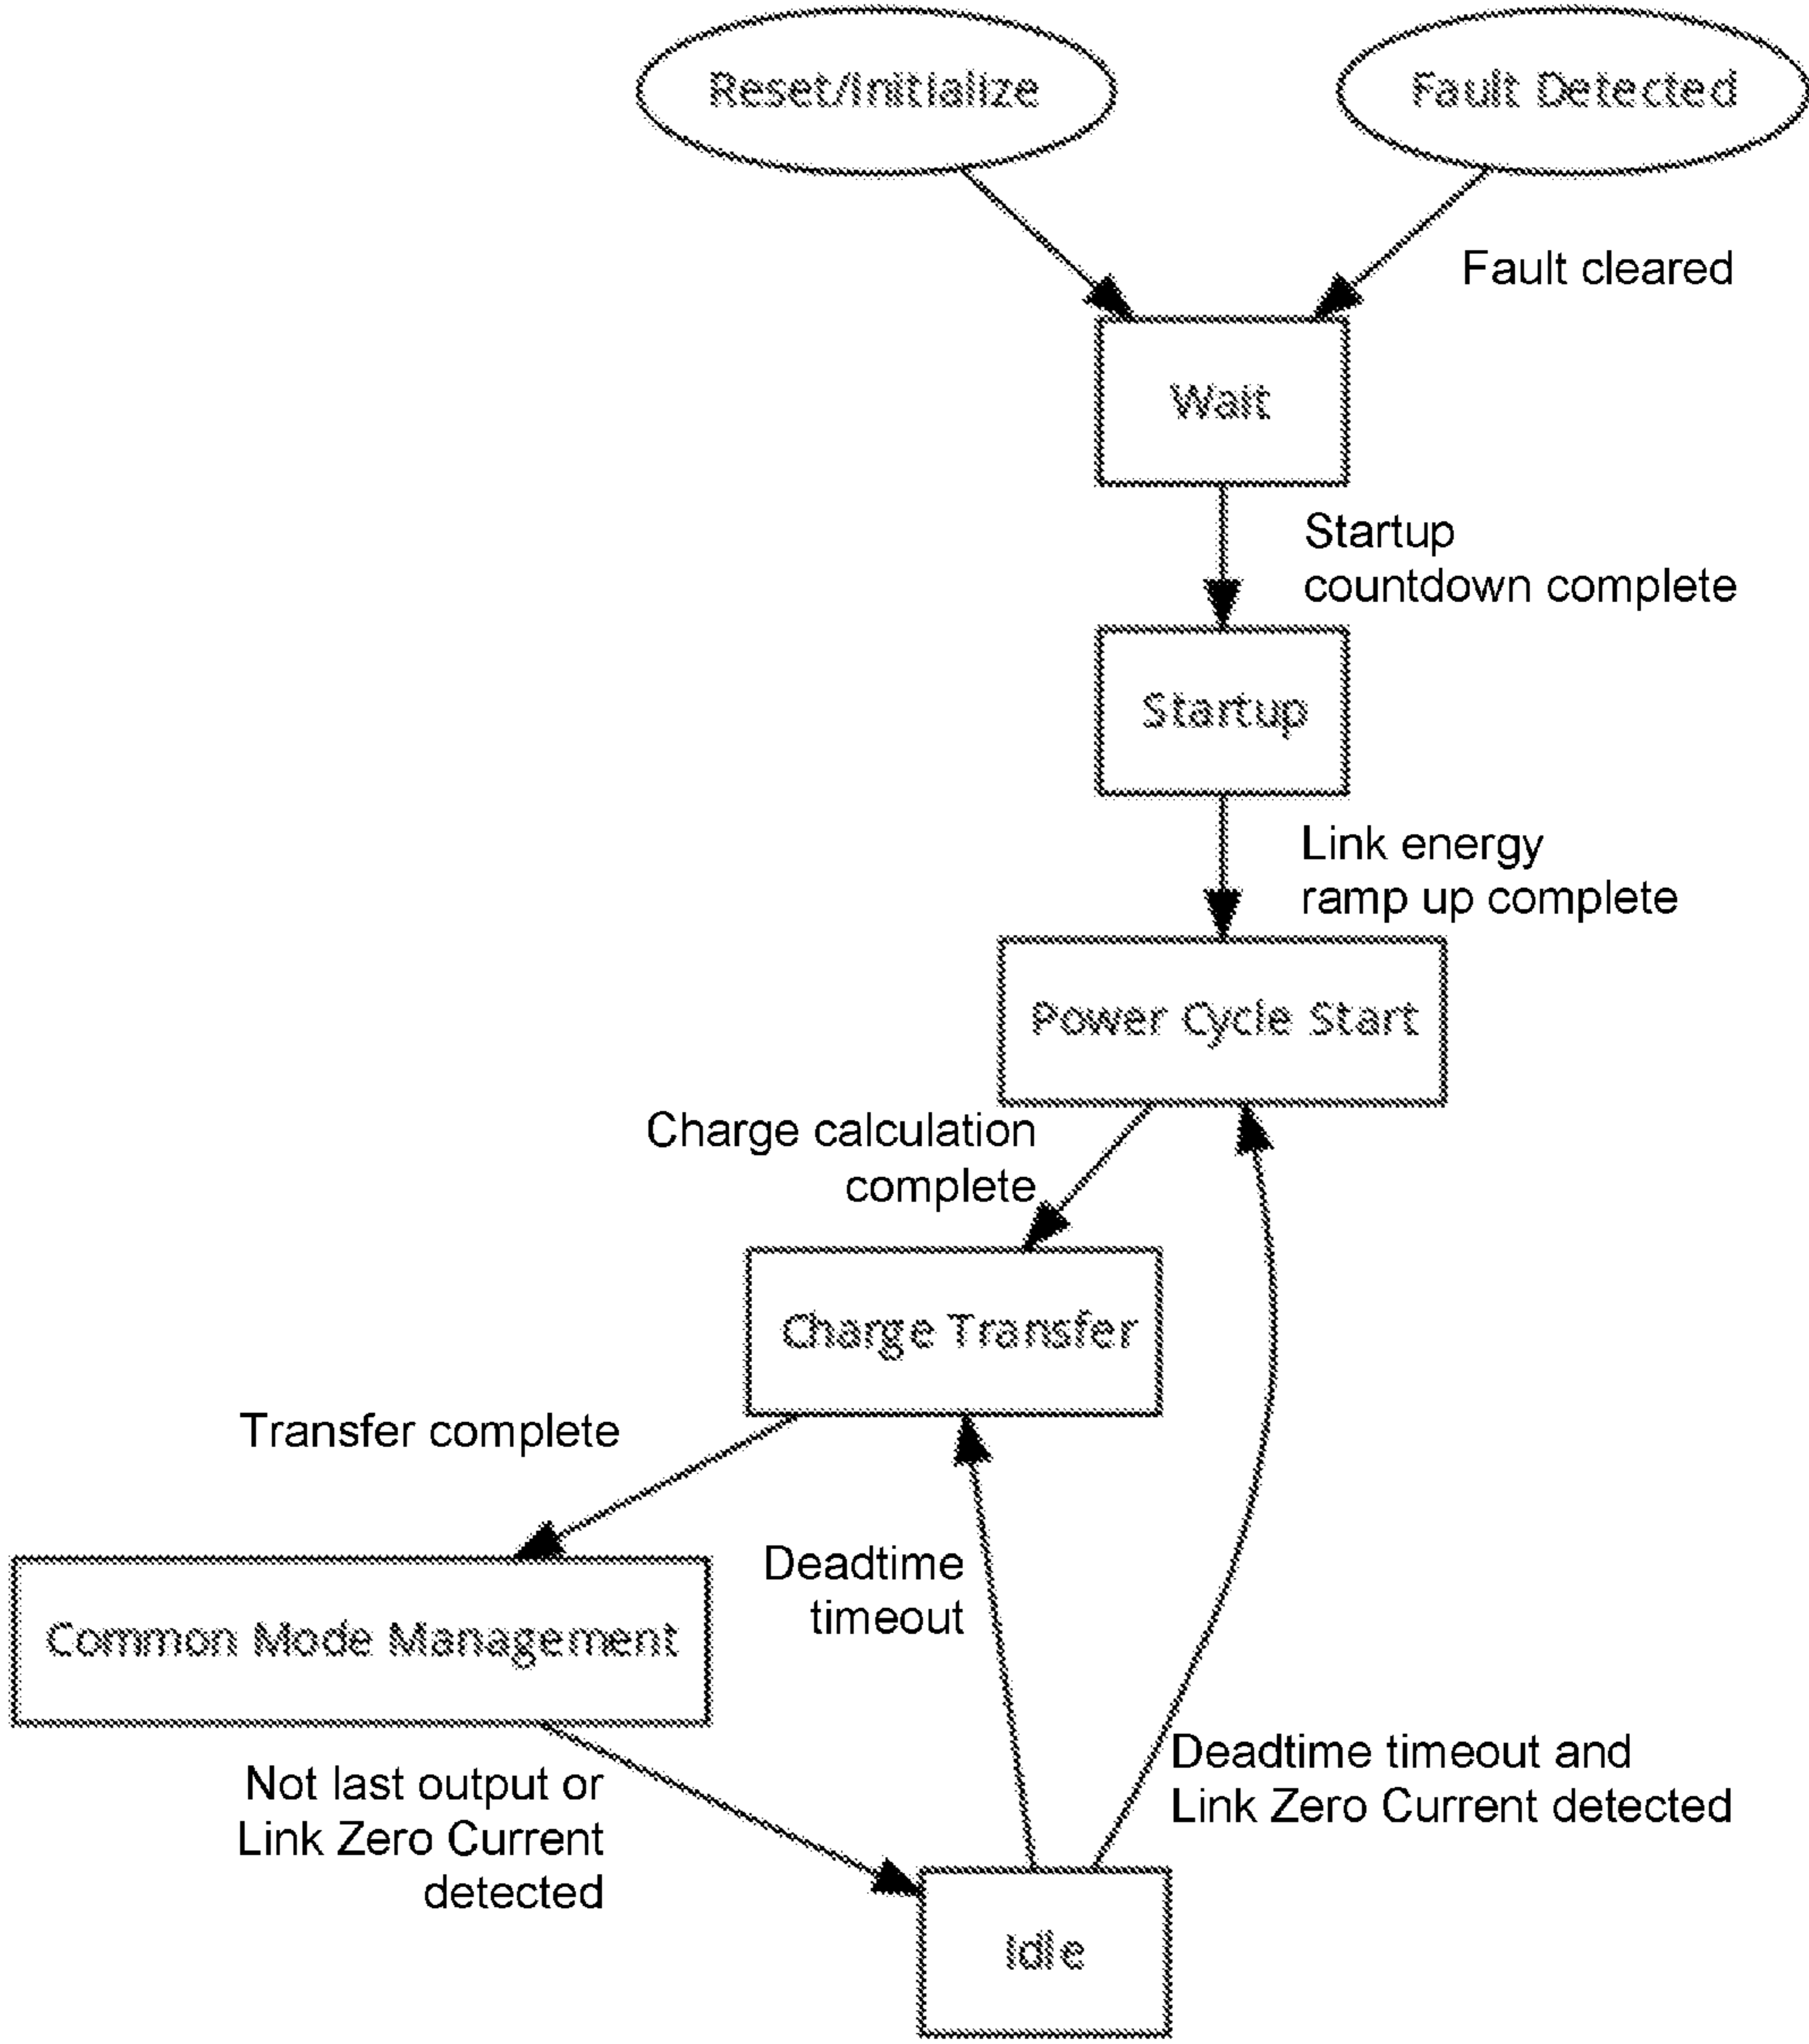 Reset/Initialize
Fault Detected
Fault cleared
Wait
Startup
countdown complete
Startup
Link energy
ramp up complete
Power Cycle Start
Charge calculation
complete
Charge Transfer
Transfer complete
Deadtime
timeout
Common Mode Management
Deadtime timeout and
Link Zero Current detected
Not last output or
Link Zero Current
detected
Idle